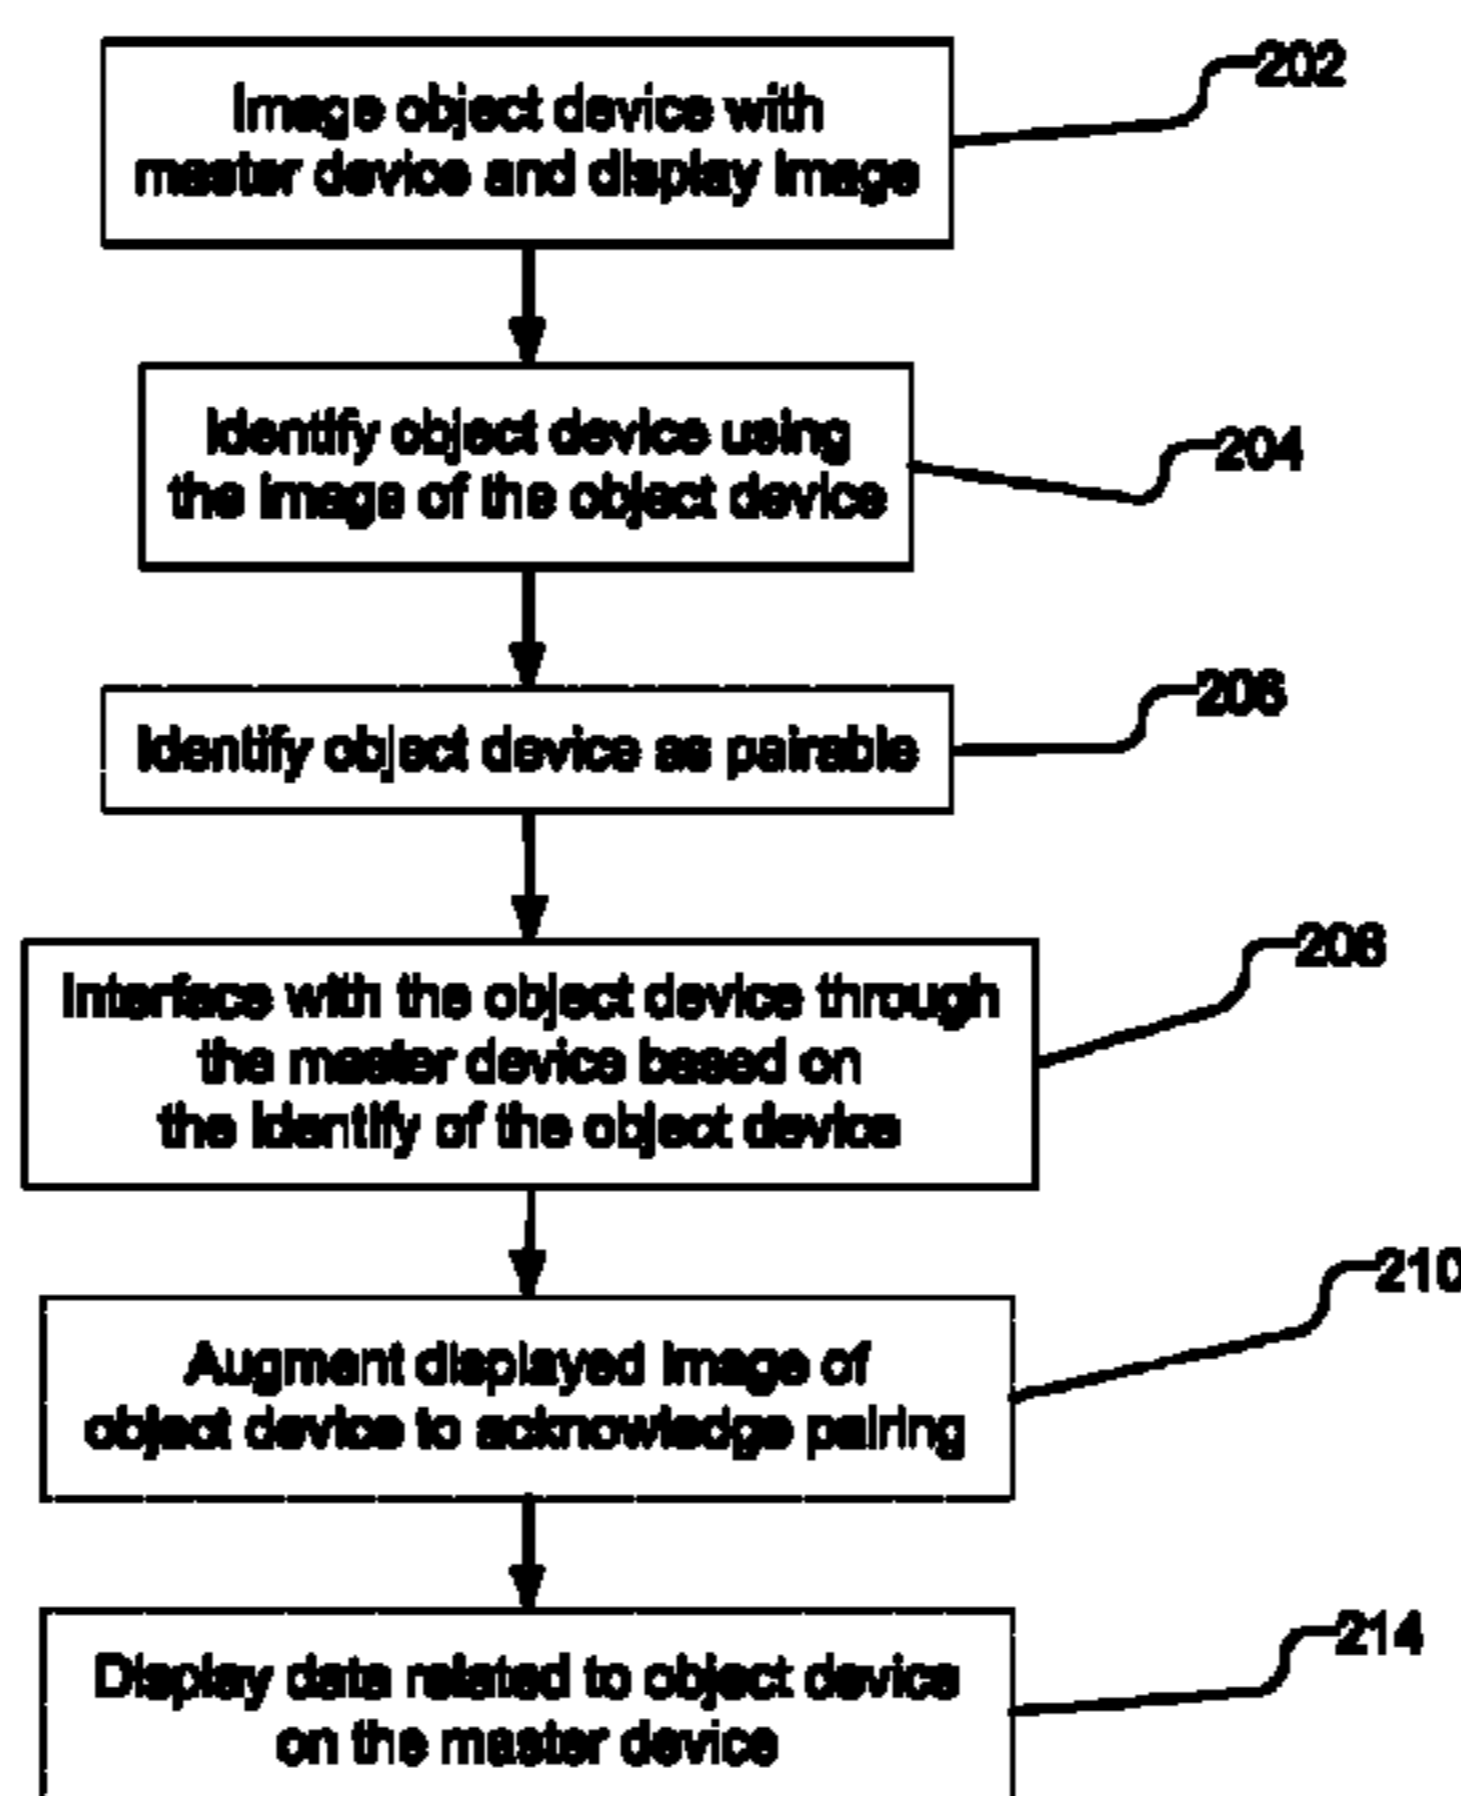 Image object device with
master device and display image
202
Identify object device using
the image of the object device
204
Identify object device as pairable
206
Interface with the object device through
the master device based on
the identify of the object device
208
Augment displayed image of
object device to acknowledge pairing
210
Display data related to object device
on the master device
214